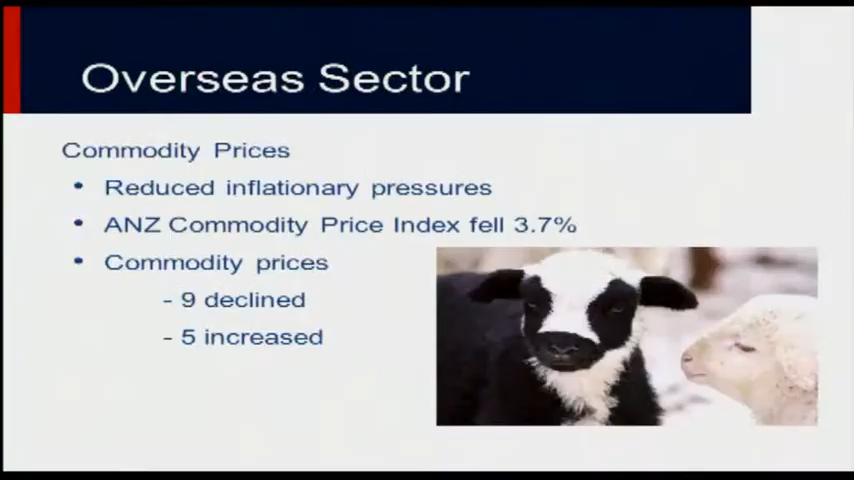 Overseas Sector
Commodity Prices
• Reduced inflationary pressures
• ANZ Commodity Price Index fell 3.7%
• Commodity prices
- 9 declined
- 5 increased